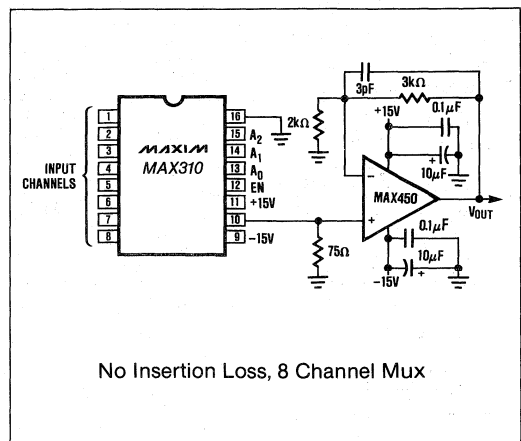 3pF
3kΩ
0.1μF
+15V
2kΩ
10μF
+
INPUT
CHANNELS
1
2
3
4
5
6
7
8
MAXIM
MAX310
16
15 A2
14 A1
13 A0
12 EN
11 +15V
10
9 -15V
75Ω
−
+
MAX450
VOUT
0.1μF
10μF
+
-15V
No Insertion Loss, 8 Channel Mux